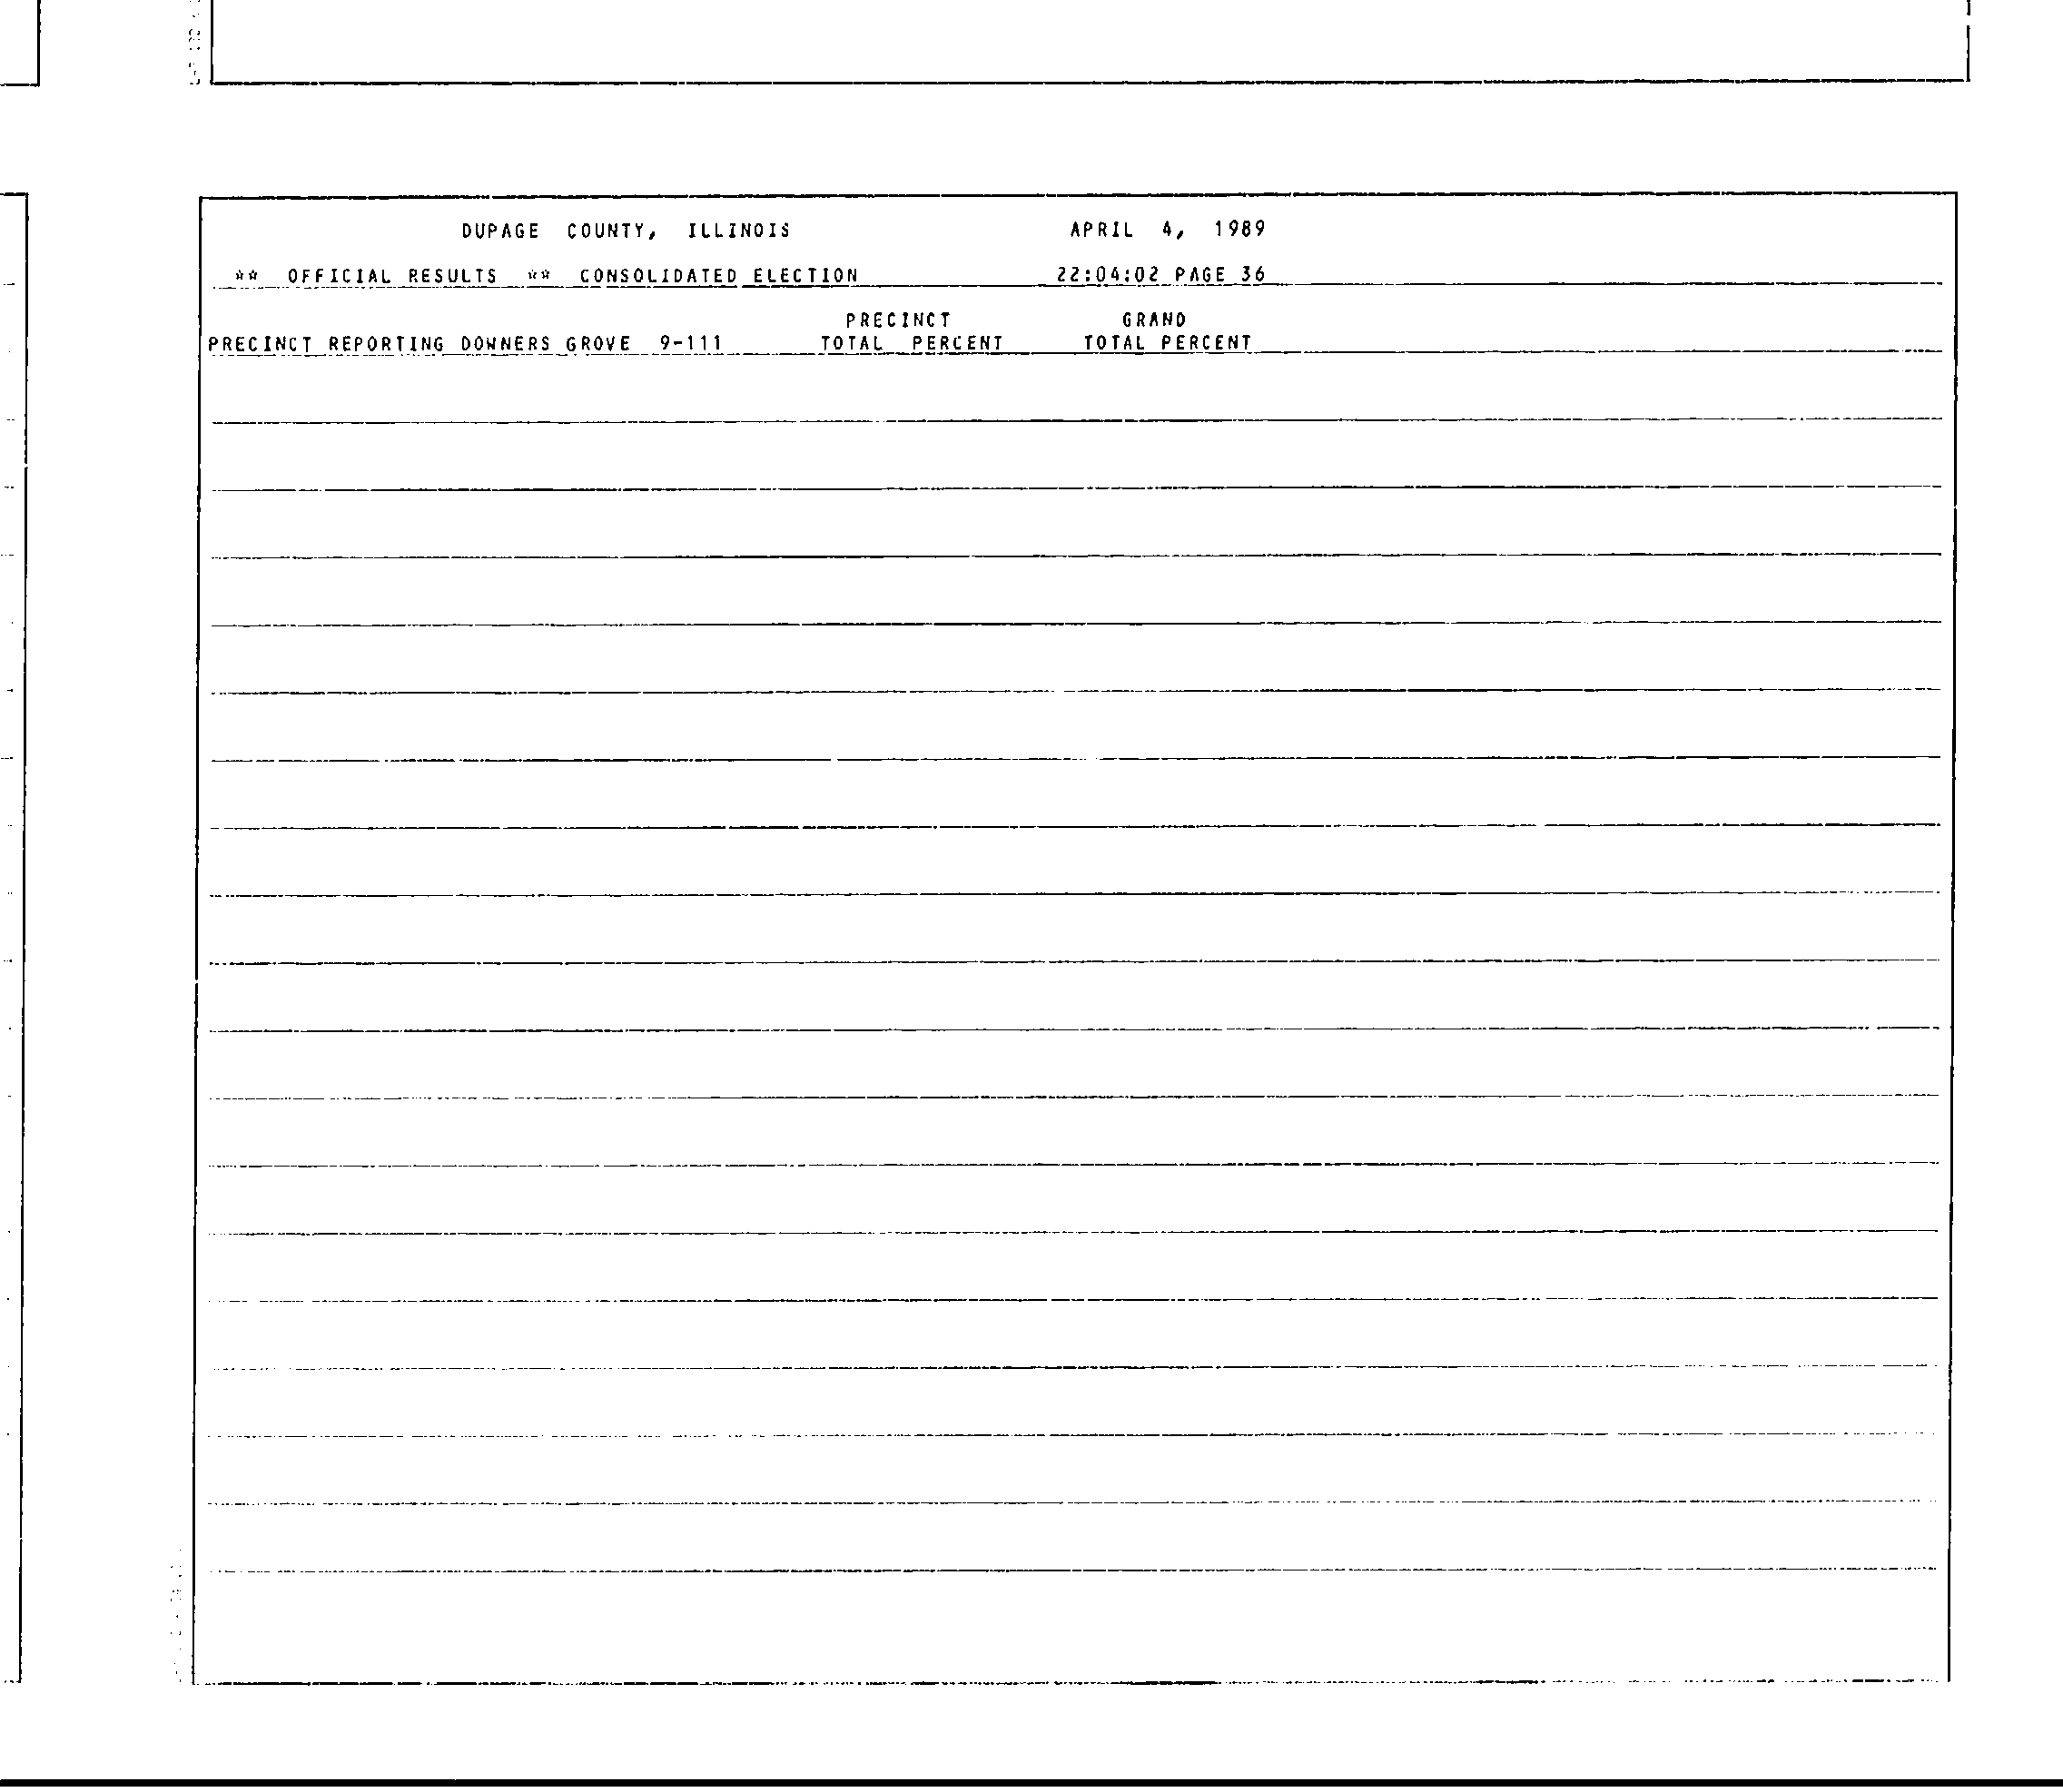 DUPAGE COUNTY, ILLINOIS APRIL 4, 1989
** OFFICIAL RESULTS ** CONSOLIDATED ELECTION 22:04:02 PAGE 36
PRECINCT GRAND
PRECINCT REPORTING DOWNERS GROVE 9-111 TOTAL PERCENT TOTAL PERCENT